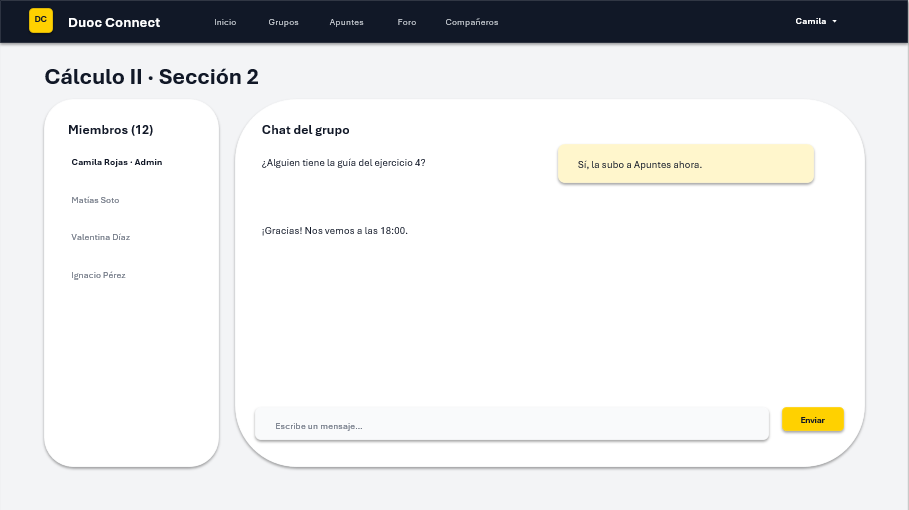 DC Duoc Connect Inicio Grupos Apuntes Foro Compañeros Camila
Cálculo II · Sección 2
Miembros (12)
Camila Rojas · Admin
Matías Soto
Valentina Díaz
Ignacio Pérez
Chat del grupo
¿Alguien tiene la guía del ejercicio 4?
Sí, la subo a Apuntes ahora.
¡Gracias! Nos vemos a las 18:00.
Escribe un mensaje...
Enviar